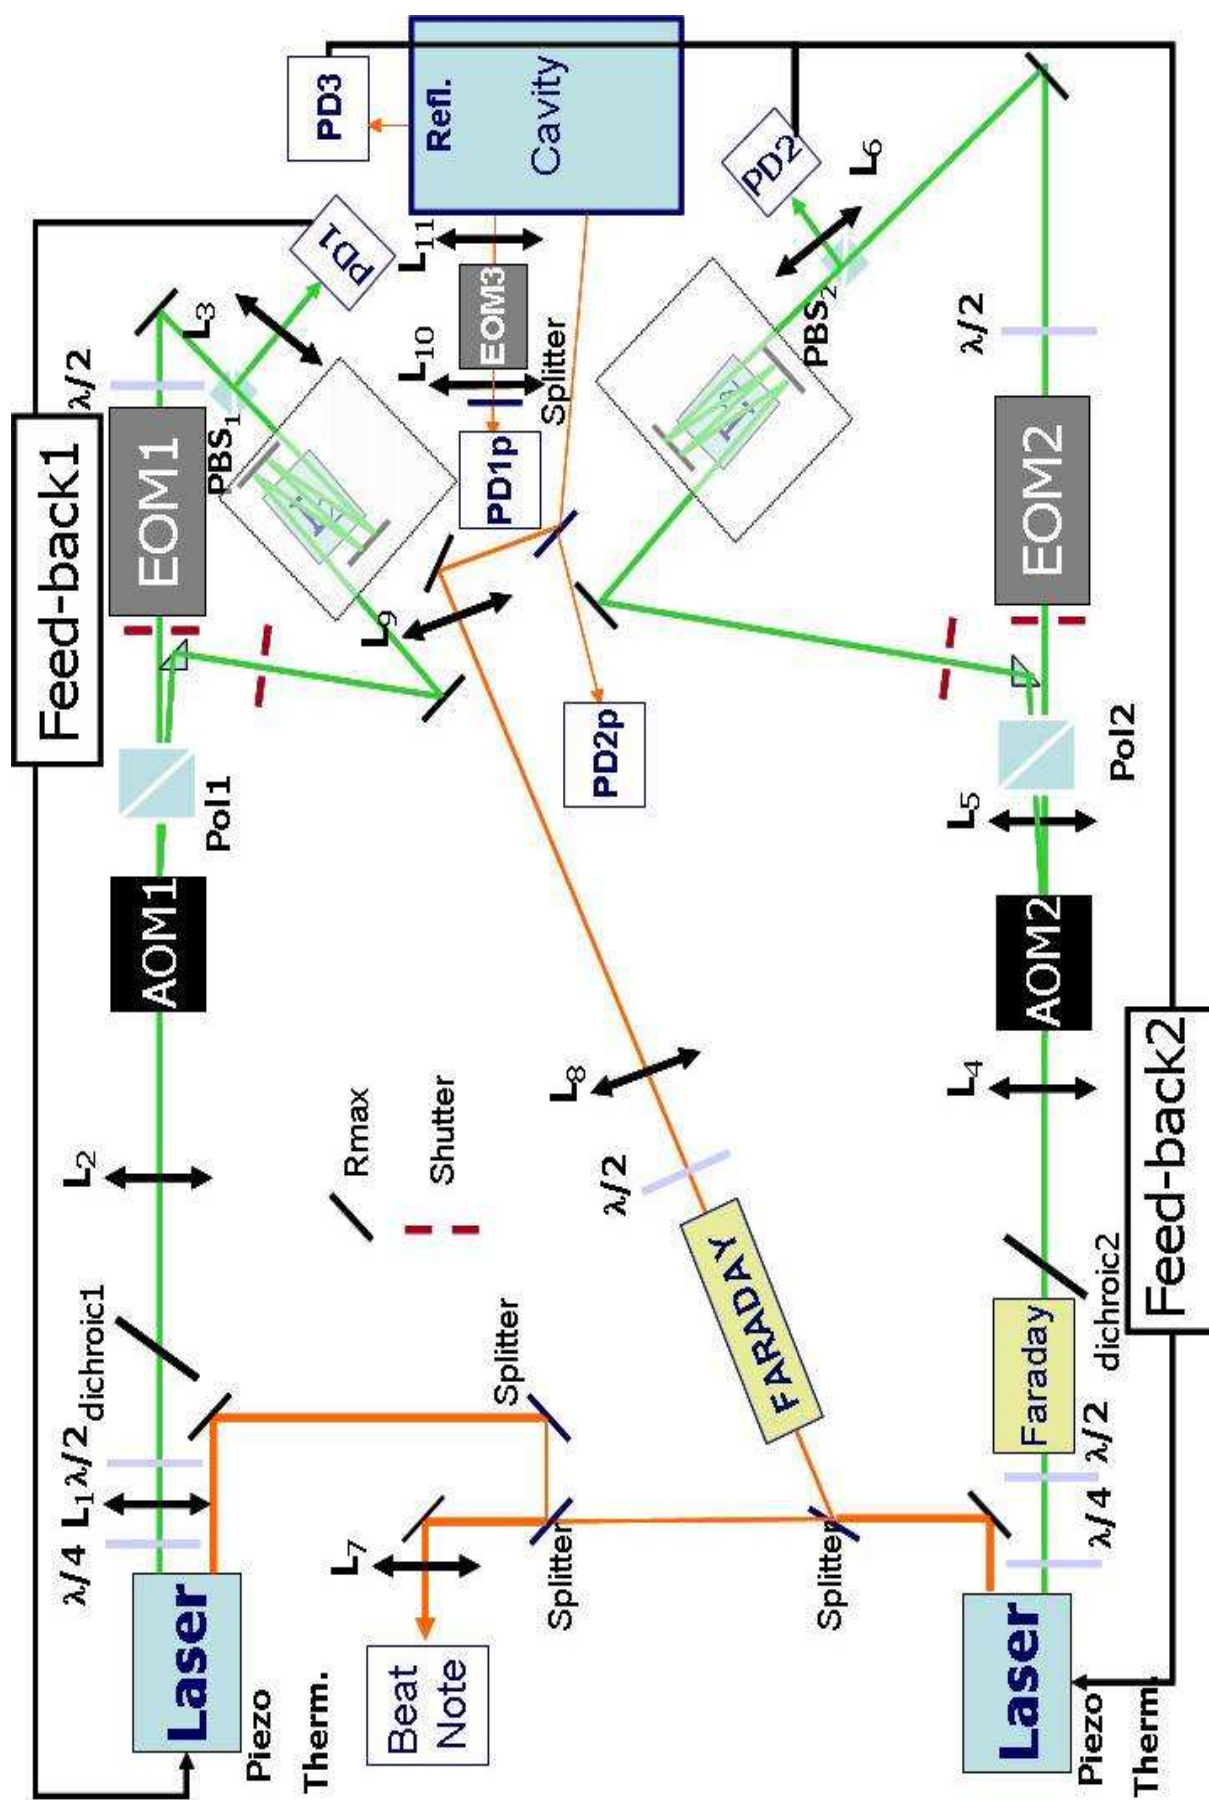 Feed-back1
λ/4
L₁
λ/2
dichroic1
L₂
λ/2
Laser
AOM1
EOM1
Pol1
PBS₁
L₃
Piezo
Therm.
PD1
PD3
Rmax
L₇
L₉
Beat
Note
Shutter
L₁₀
L₁₁
Refl.
PD1p
EOM3
Cavity
Splitter
Splitter
Splitter
L₈
λ/2
PD2p
FARADAY
I₂
I₂
PD2
Splitter
PBS₂
L₆
L₄
L₅
λ/2
Laser
Faraday
AOM2
EOM2
Piezo
λ/4
λ/2
dichroic2
Pol2
Therm.
Feed-back2